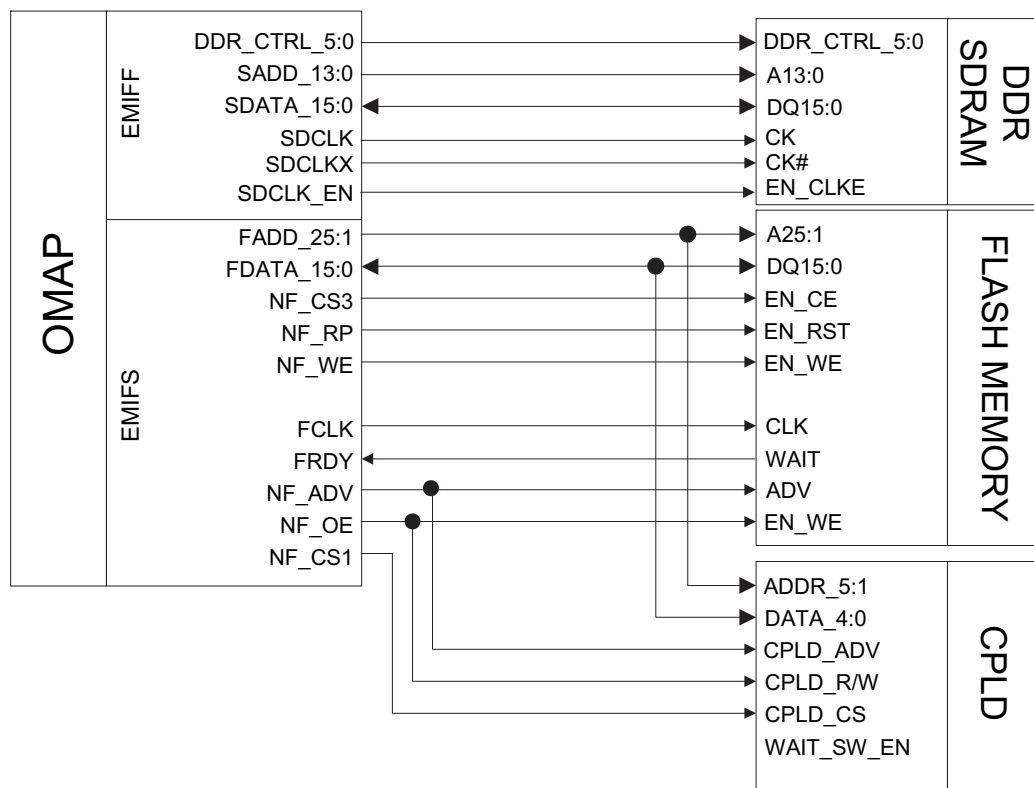 OMAP
EMIFF
DDR_CTRL_5:0
SADD_13:0
SDATA_15:0
SDCLK
SDCLKX
SDCLK_EN
EMIFS
FADD_25:1
FDATA_15:0
NF_CS3
NF_RP
NF_WE
FCLK
FRDY
NF_ADV
NF_OE
NF_CS1
DDR_CTRL_5:0
A13:0
DQ15:0
CK
CK#
EN_CLKE
DDR
SDRAM
A25:1
DQ15:0
EN_CE
EN_RST
EN_WE
CLK
WAIT
ADV
EN_WE
FLASH MEMORY
ADDR_5:1
DATA_4:0
CPLD_ADV
CPLD_R/W
CPLD_CS
WAIT_SW_EN
CPLD